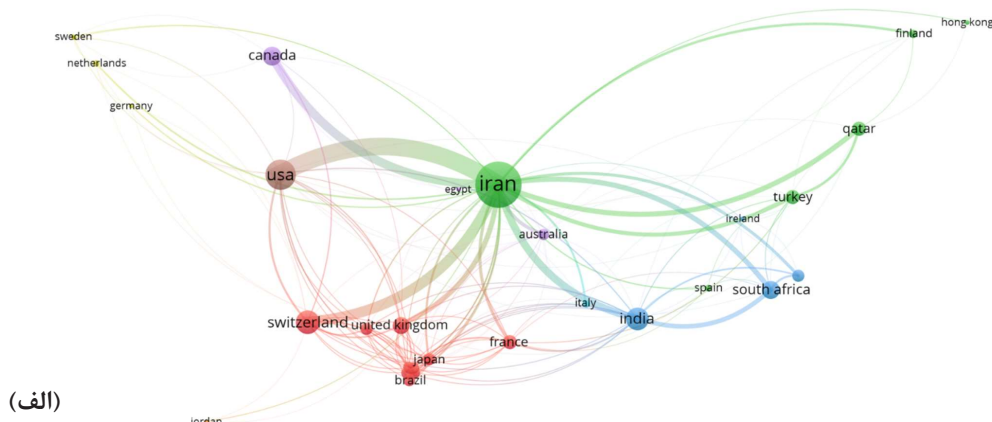 hong kong
sweden
finland
canada
netherlands
germany
qatar
usa
iran
egypt
turkey
ireland
australia
south africa
spain
italy
switzerland
united kingdom
india
france
japan
brazil
(الف)
jordan